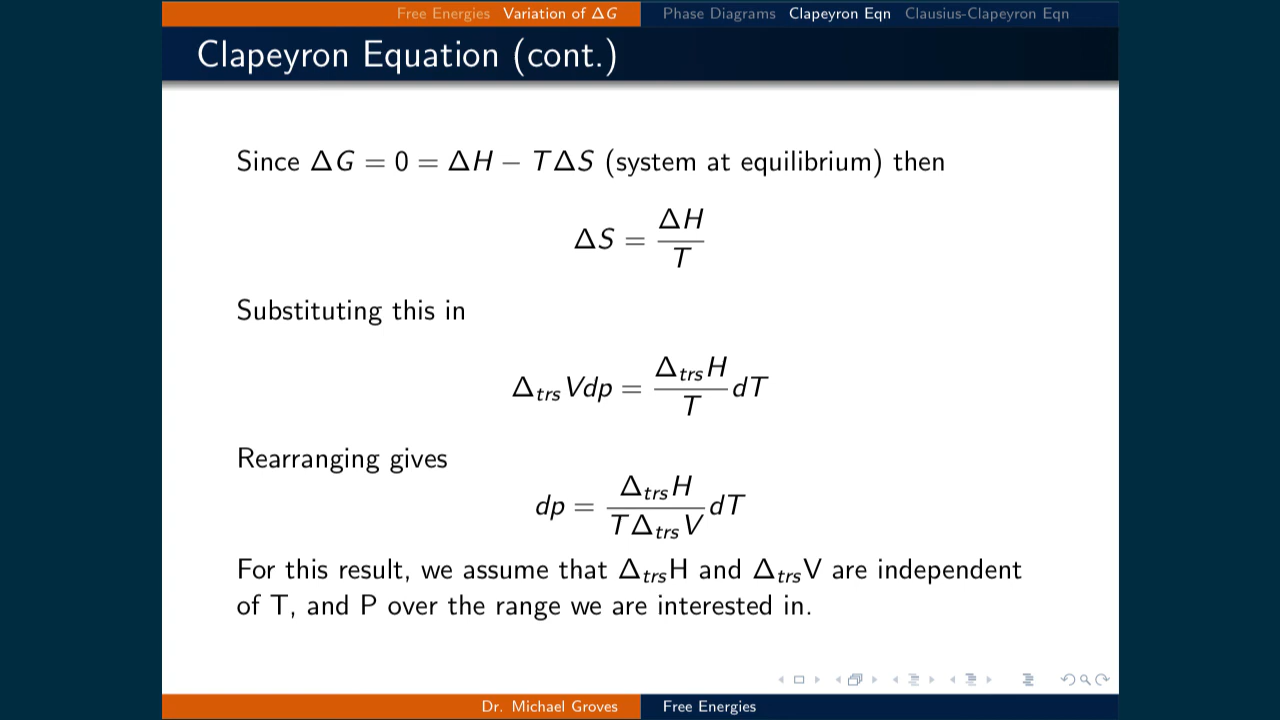 Free Energies Variation of ΔG Phase Diagrams Clapeyron Eqn Clausius-Clapeyron Eqn
Clapeyron Equation (cont.)
Since ΔG = 0 = ΔH − TΔS (system at equilibrium) then
ΔS = ΔH / T
Substituting this in
Δ_trs V dp = Δ_trs H / T dT
Rearranging gives
dp = Δ_trs H / TΔ_trs V dT
For this result, we assume that Δ_trs H and Δ_trs V are independent
of T, and P over the range we are interested in.
Dr. Michael Groves Free Energies